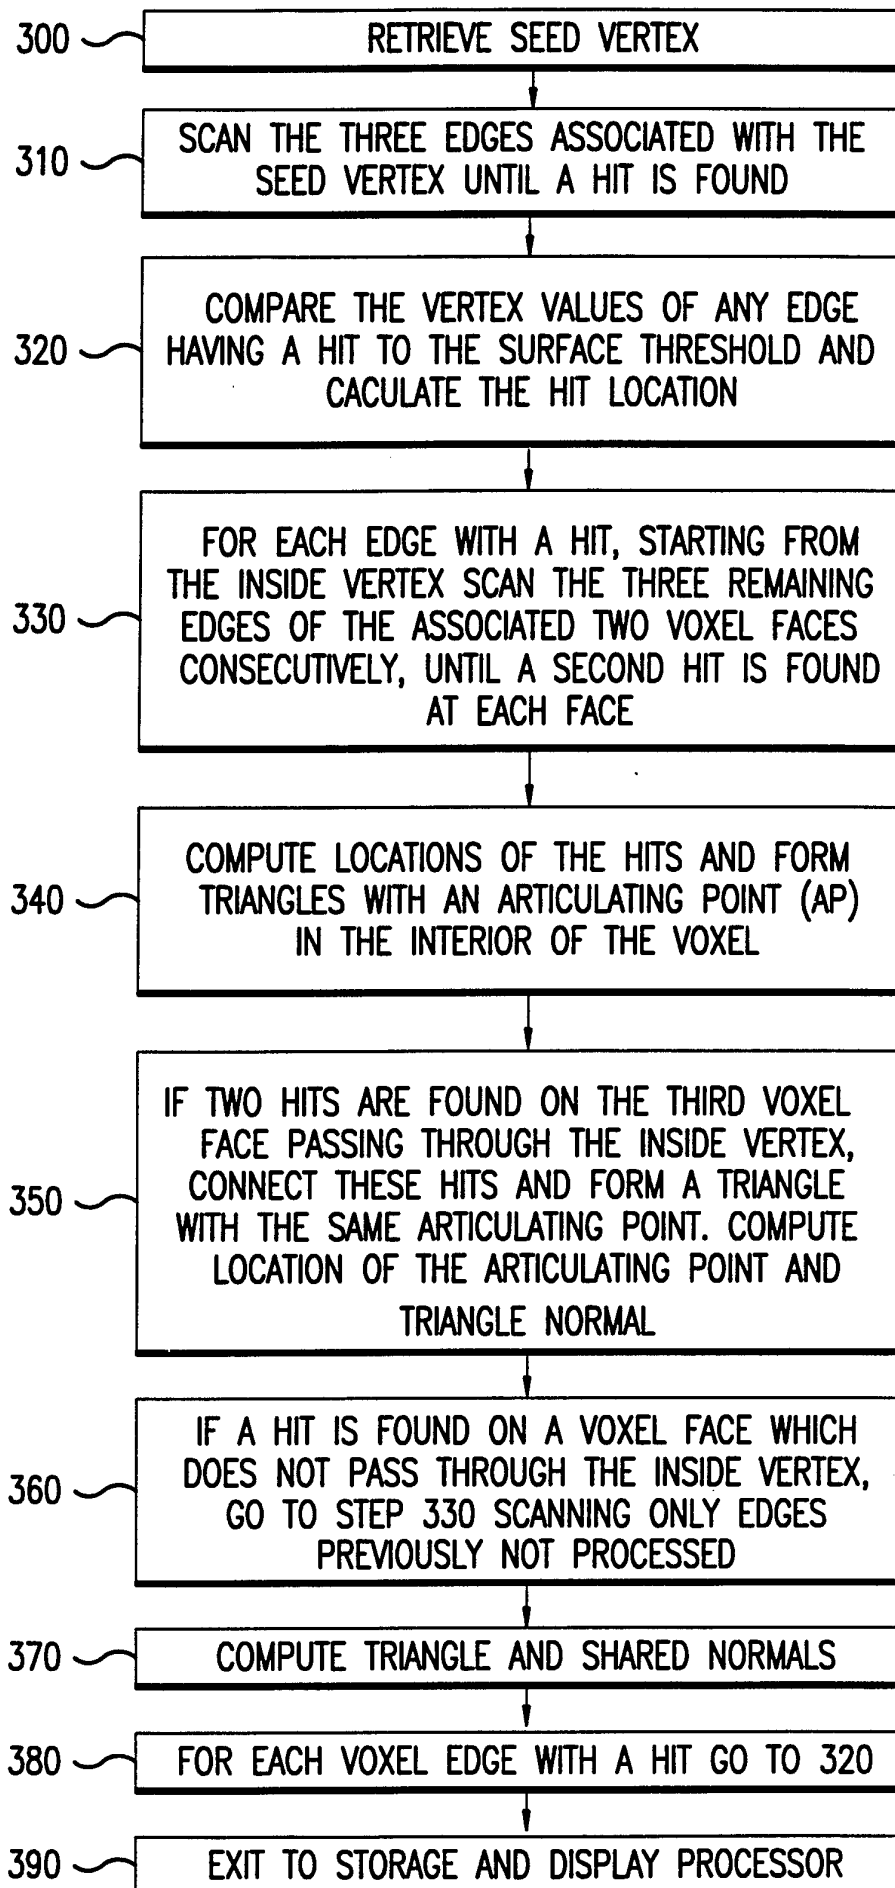 300
RETRIEVE SEED VERTEX
310
SCAN THE THREE EDGES ASSOCIATED WITH THE
SEED VERTEX UNTIL A HIT IS FOUND
320
COMPARE THE VERTEX VALUES OF ANY EDGE
HAVING A HIT TO THE SURFACE THRESHOLD AND
CACULATE THE HIT LOCATION
330
FOR EACH EDGE WITH A HIT, STARTING FROM
THE INSIDE VERTEX SCAN THE THREE REMAINING
EDGES OF THE ASSOCIATED TWO VOXEL FACES
CONSECUTIVELY, UNTIL A SECOND HIT IS FOUND
AT EACH FACE
340
COMPUTE LOCATIONS OF THE HITS AND FORM
TRIANGLES WITH AN ARTICULATING POINT (AP)
IN THE INTERIOR OF THE VOXEL
350
IF TWO HITS ARE FOUND ON THE THIRD VOXEL
FACE PASSING THROUGH THE INSIDE VERTEX,
CONNECT THESE HITS AND FORM A TRIANGLE
WITH THE SAME ARTICULATING POINT. COMPUTE
LOCATION OF THE ARTICULATING POINT AND
TRIANGLE NORMAL
360
IF A HIT IS FOUND ON A VOXEL FACE WHICH
DOES NOT PASS THROUGH THE INSIDE VERTEX,
GO TO STEP 330 SCANNING ONLY EDGES
PREVIOUSLY NOT PROCESSED
370
COMPUTE TRIANGLE AND SHARED NORMALS
380
FOR EACH VOXEL EDGE WITH A HIT GO TO 320
390
EXIT TO STORAGE AND DISPLAY PROCESSOR